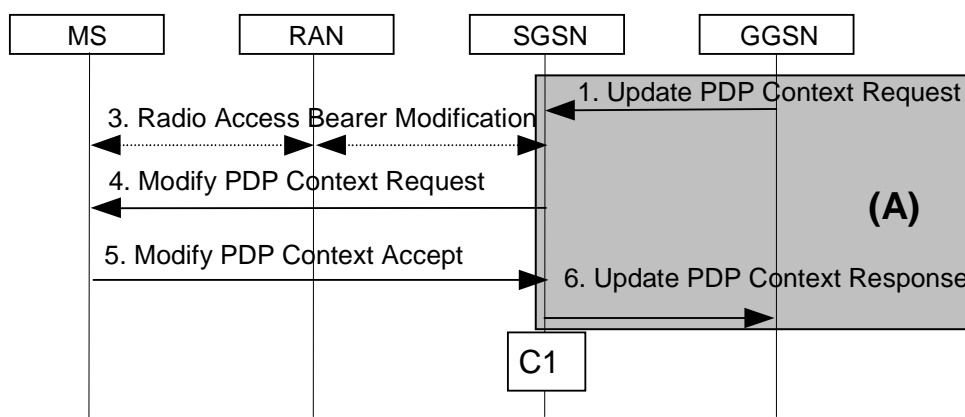 MS RAN SGSN GGSN
1. Update PDP Context Request
3. Radio Access Bearer Modification
4. Modify PDP Context Request
(A)
5. Modify PDP Context Accept
6. Update PDP Context Response
C1